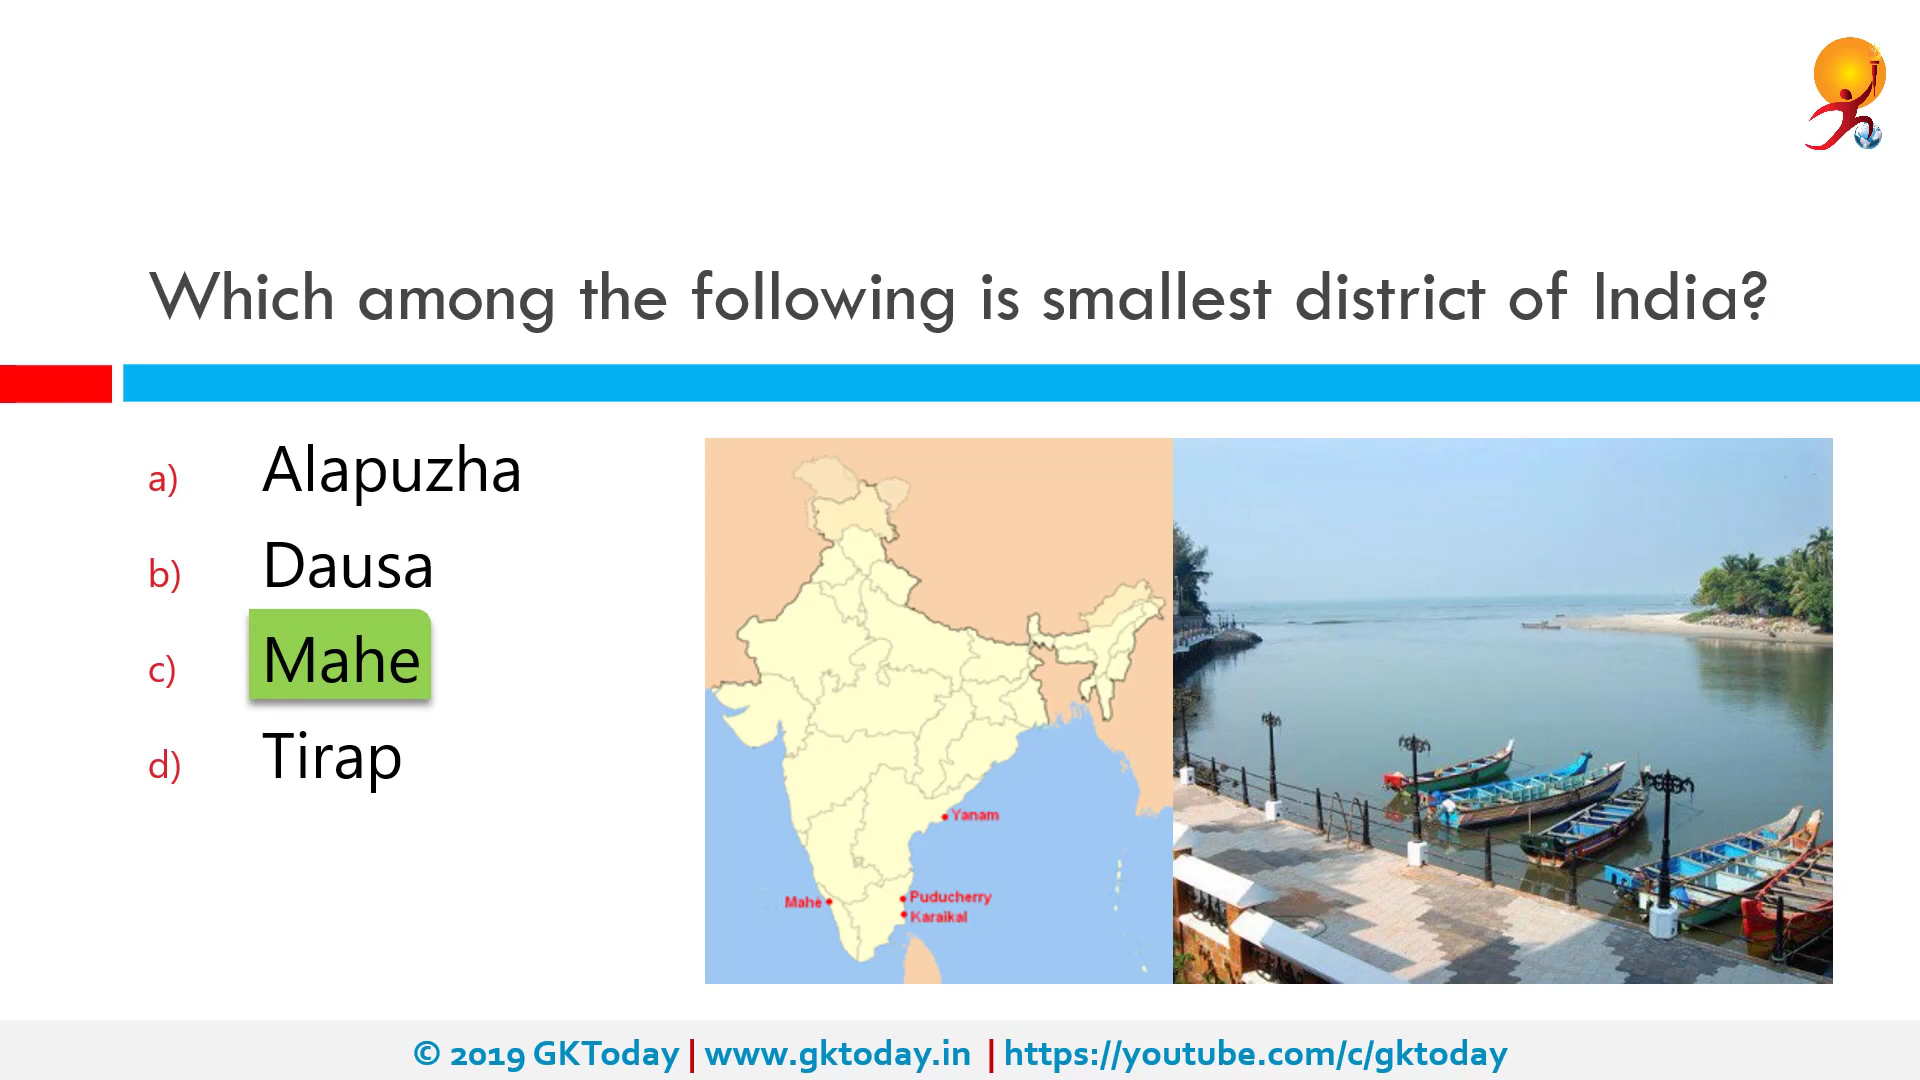 Which among the following is smallest district of India?
a) Alapuzha
b) Dausa
c) Mahe
d) Tirap
Yanam
Mahe
Puducherry
Karaikal
© 2019 GKToday | www.gktoday.in | https://youtube.com/c/gktoday